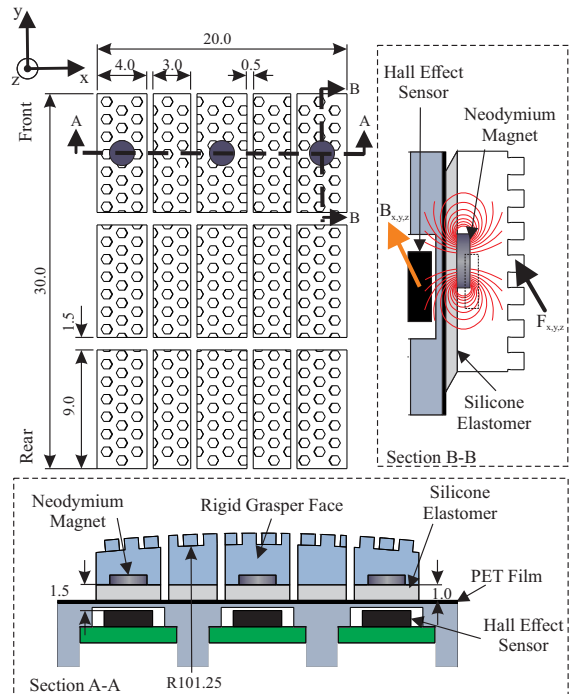 y
z
x
20.0
4.0
3.0
0.5
B
Front
A
A
B
30.0
1.5
9.0
Rear
Hall Effect
Sensor
Neodymium
Magnet
Bx,y,z
Fx,y,z
Silicone
Elastomer
Section B-B
Neodymium
Magnet
Rigid Grasper Face
Silicone
Elastomer
1.5
1.0
PET Film
Hall Effect
Sensor
Section A-A
R101.25